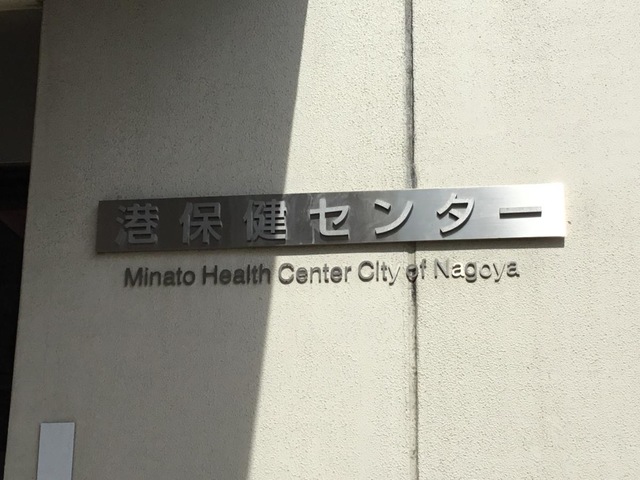 港保健センター
Minato Health Center City of Nagoya